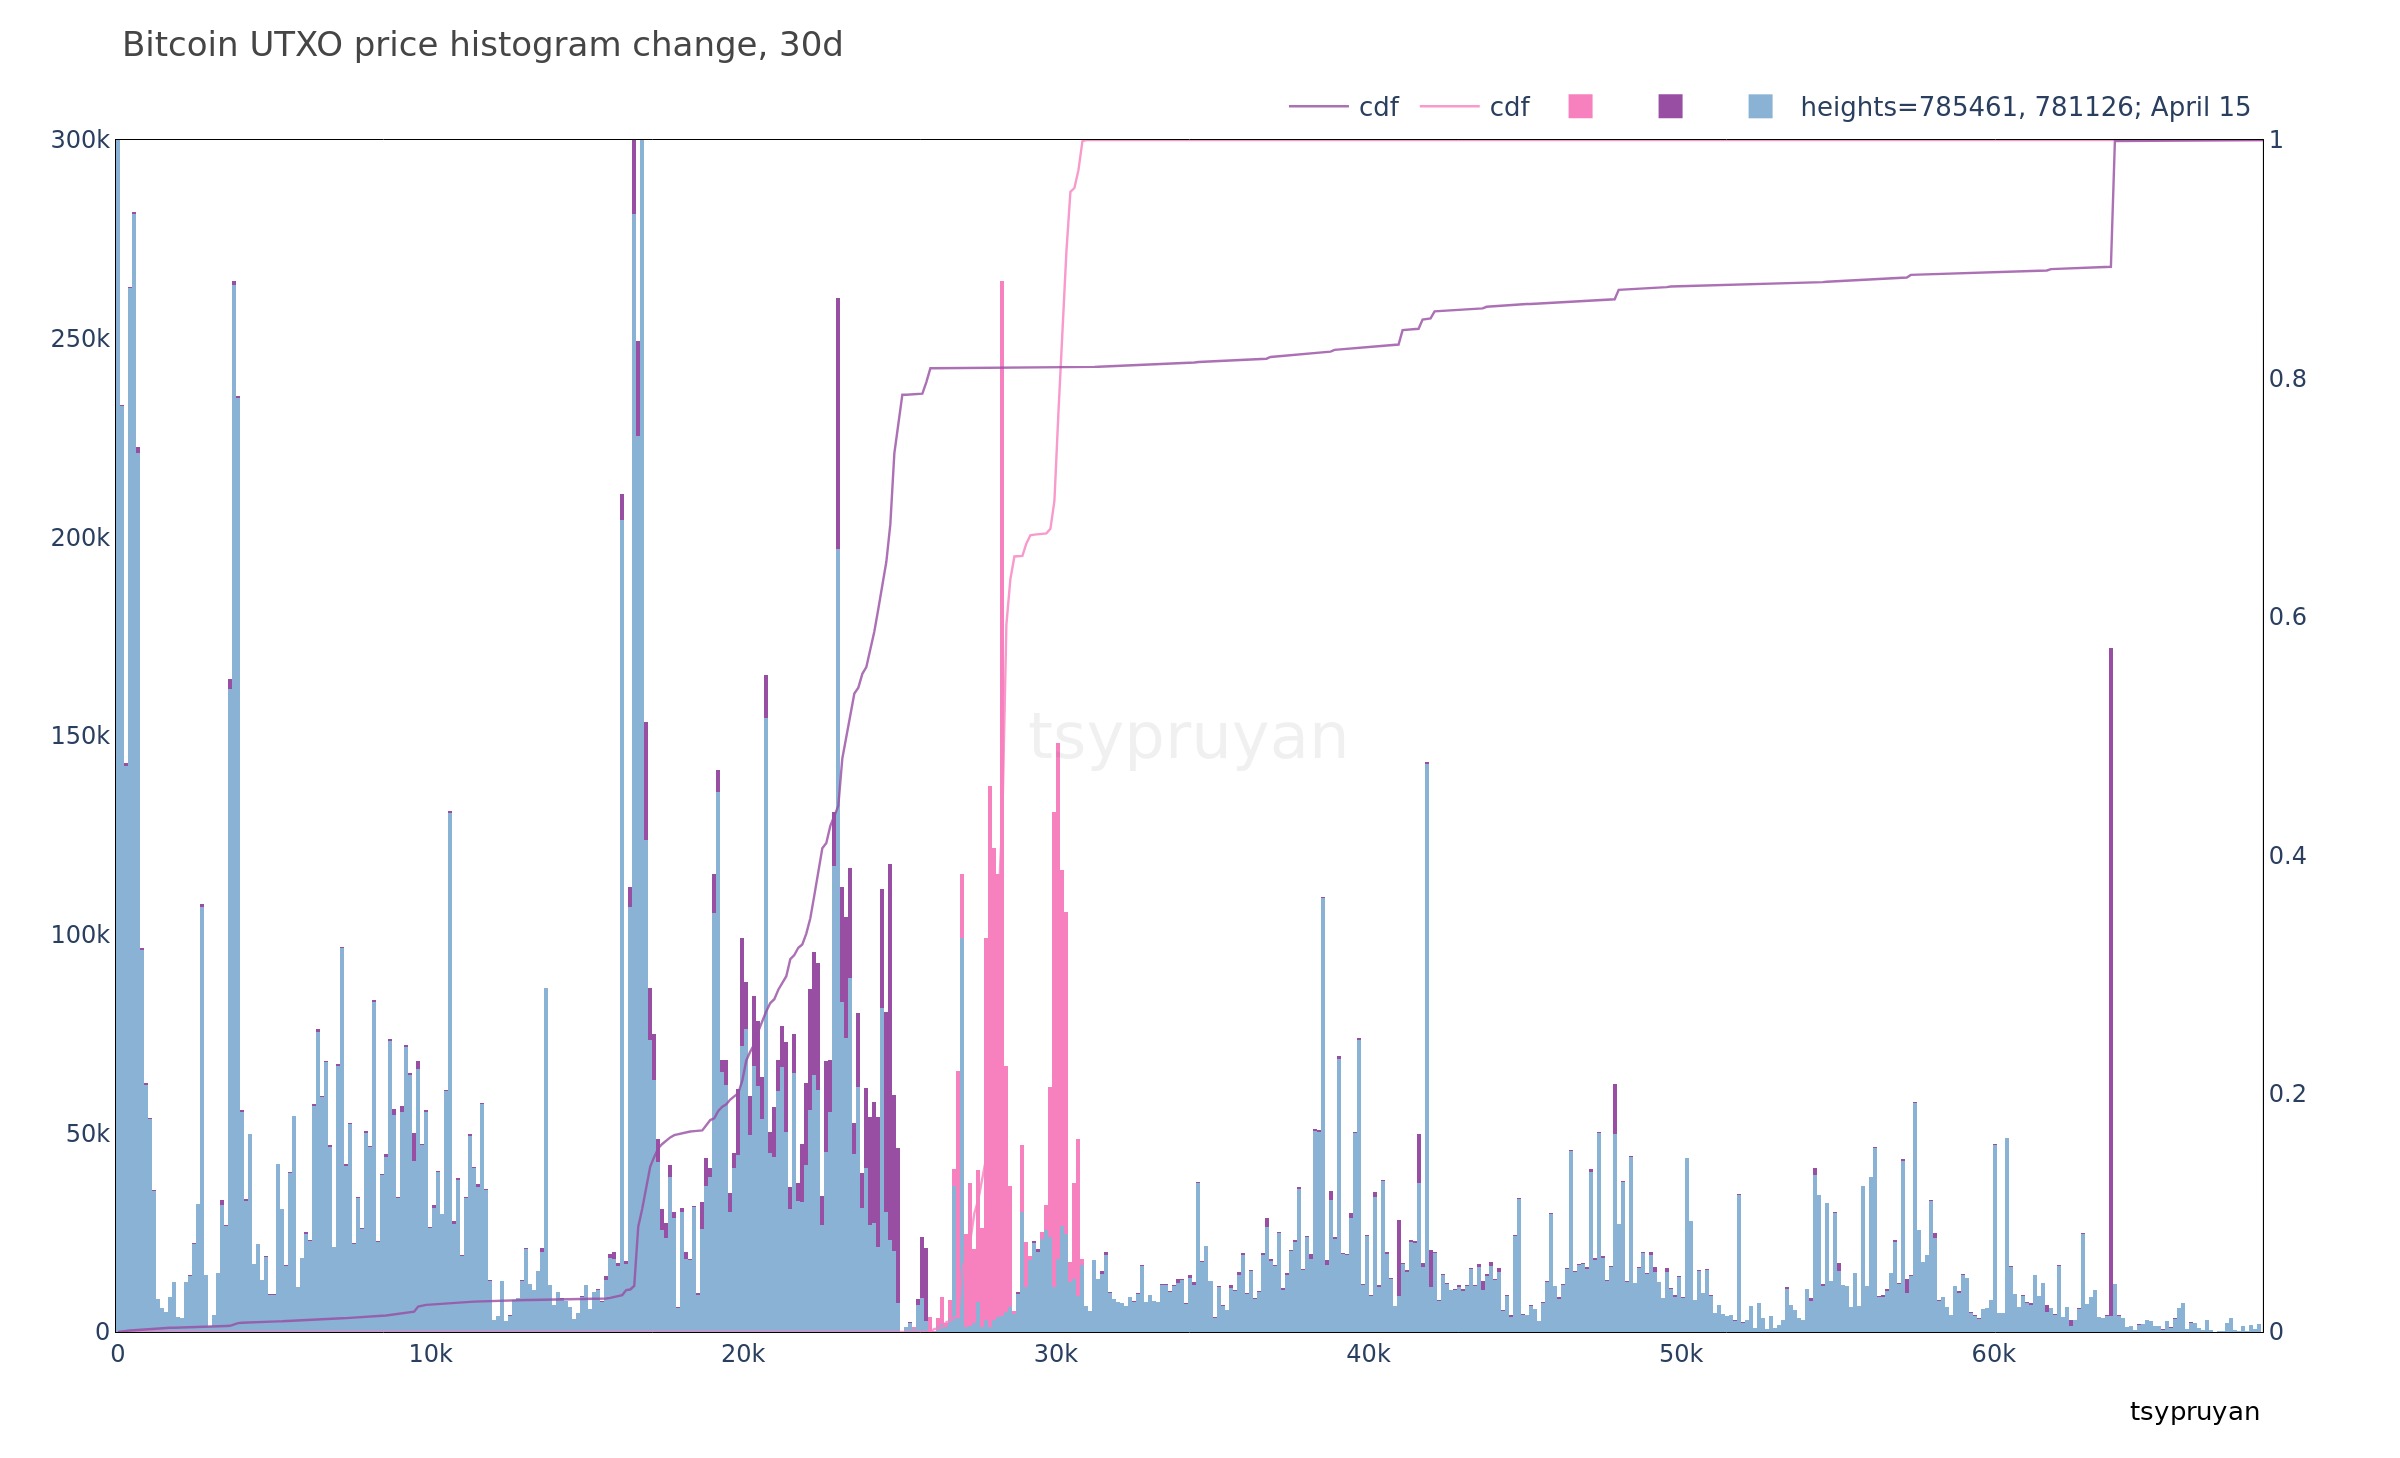 Bitcoin UTXO price histogram change, 30d
cdf cdf heights=785461, 781126; April 15
300k 1
250k
0.8
200k
0.6
150k
tsypruyan
0.4
100k
0.2
50k
0 0
0 10k 20k 30k 40k 50k 60k
tsypruyan